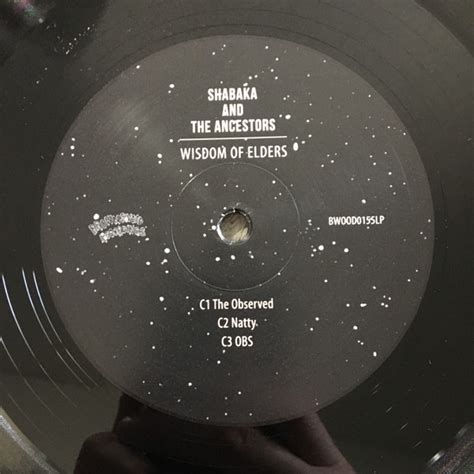 SHABAKA
AND
THE ANCESTORS
WISDOM OF ELDERS
BWOOD0155LP
C1 The Observed
C2 Natty.
C3 OBS